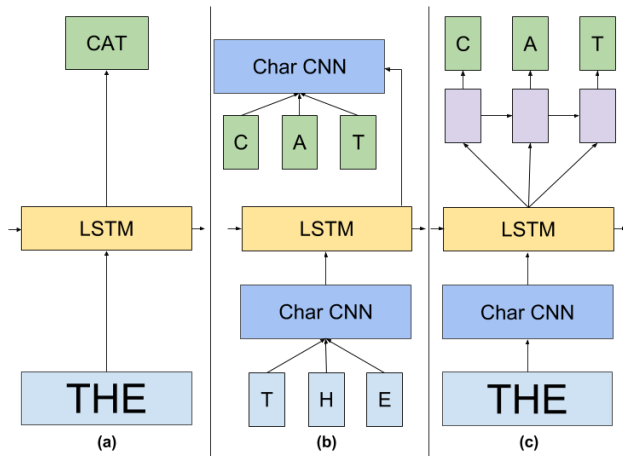 CAT
LSTM
THE
(a)
Char CNN
C A T
LSTM
Char CNN
T H E
(b)
C A T
LSTM
Char CNN
THE
(c)